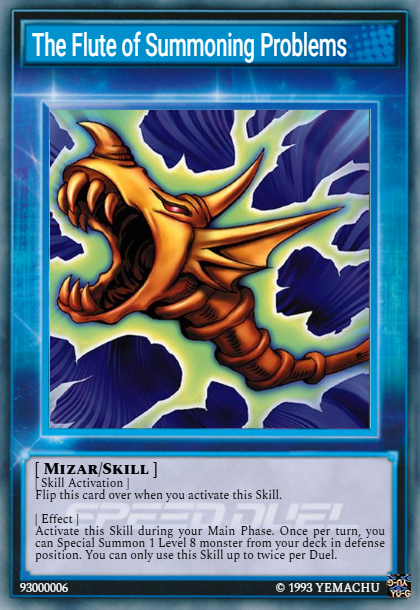 The Flute of Summoning Problems
[ MIZAR/SKILL ]
[ Skill Activation ]
Flip this card over when you activate this Skill.
[ Effect ]
Activate this Skill during your Main Phase. Once per turn, you
can Special Summon 1 Level 8 monster from your deck in defense
position. You can only use this Skill up to twice per Duel.
SPEED DUEL
93000006
© 1993 YEMACHU